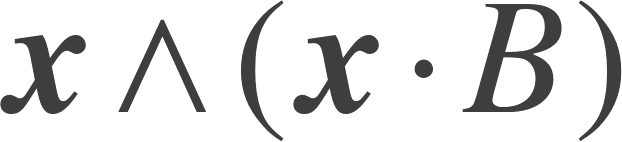 x ∧ (x · B)